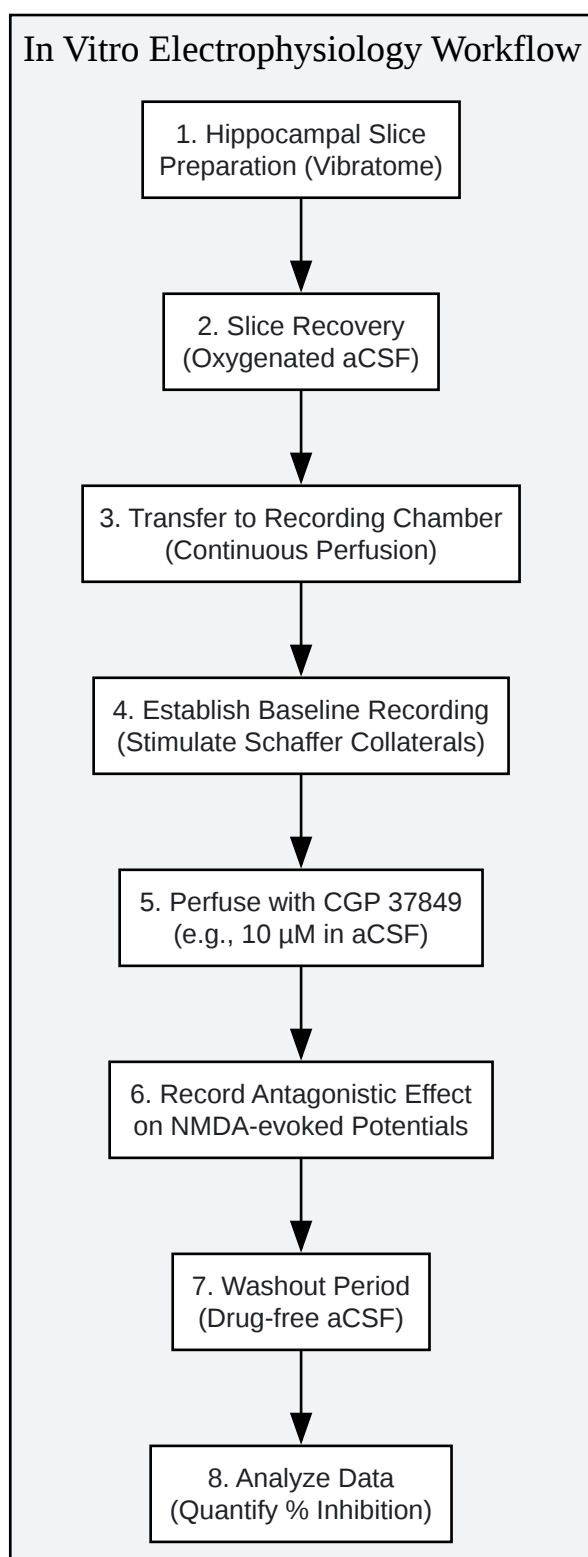 In Vitro Electrophysiology Workflow
1. Hippocampal Slice
Preparation (Vibratome)
2. Slice Recovery
(Oxygenated aCSF)
3. Transfer to Recording Chamber
(Continuous Perfusion)
4. Establish Baseline Recording
(Stimulate Schaffer Collaterals)
5. Perfuse with CGP 37849
(e.g., 10 µM in aCSF)
6. Record Antagonistic Effect
on NMDA-evoked Potentials
7. Washout Period
(Drug-free aCSF)
8. Analyze Data
(Quantify % Inhibition)